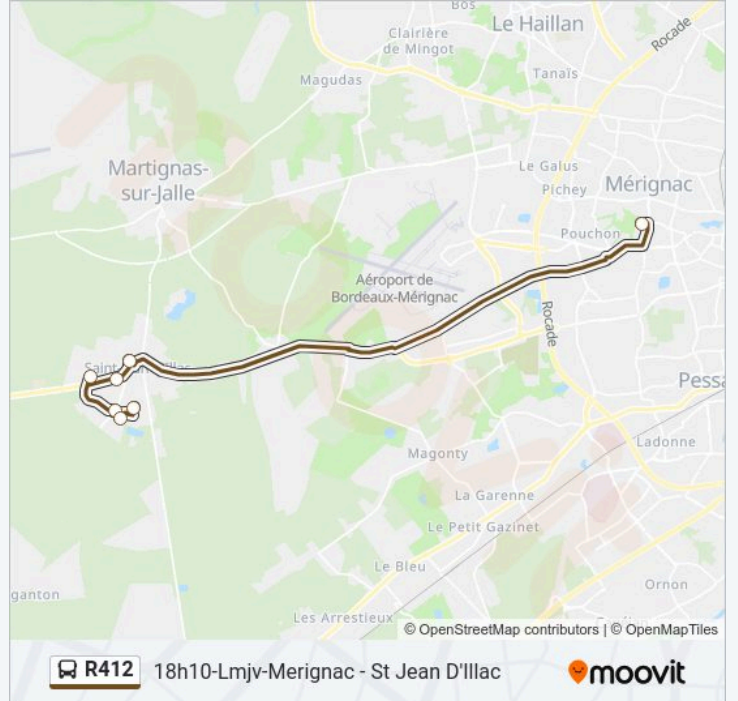 Bos
Le Haillan
Rocade
Clairière
de Mingot
Tanaïs
Magudas
Martignas-
sur-Jalle
Le Galus
Pichey
Mérignac
Pouchon
Aéroport de
Bordeaux-Mérignac
Rocade
Pessa
Ladonne
Magonty
La Garenne
Le Petit Gazinet
Le Bleu
Ornon
ganton
Les Arrestieux
© OpenStreetMap contributors | © OpenMapTiles
R412
18h10-Lmjv-Merignac - St Jean D'Illac
moovit